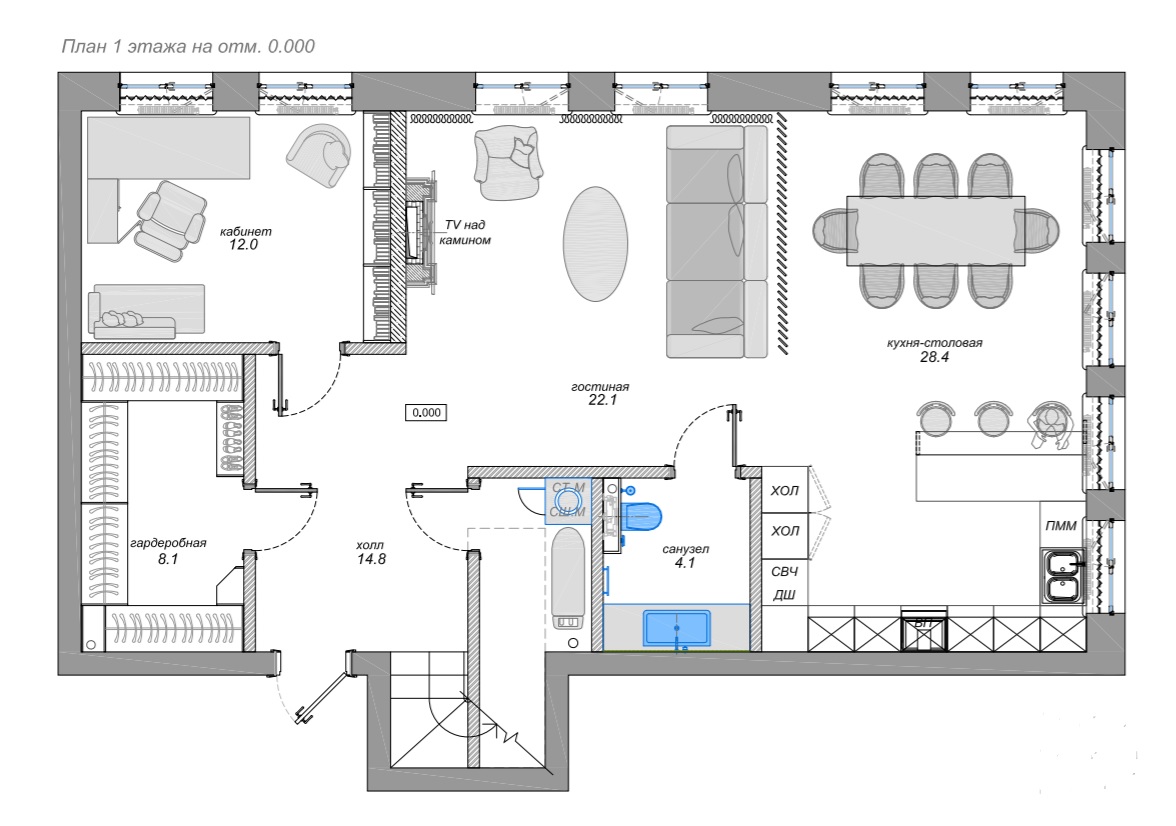 План 1 этажа на отм. 0.000
кабинет
12.0
TV над
камином
кухня-столовая
28.4
гостиная
22.1
0.000
СТ.М
СШ.М
ХОЛ
ХОЛ
СВЧ
ДШ
ПММ
гардеробная
8.1
холл
14.8
санузел
4.1
ВП